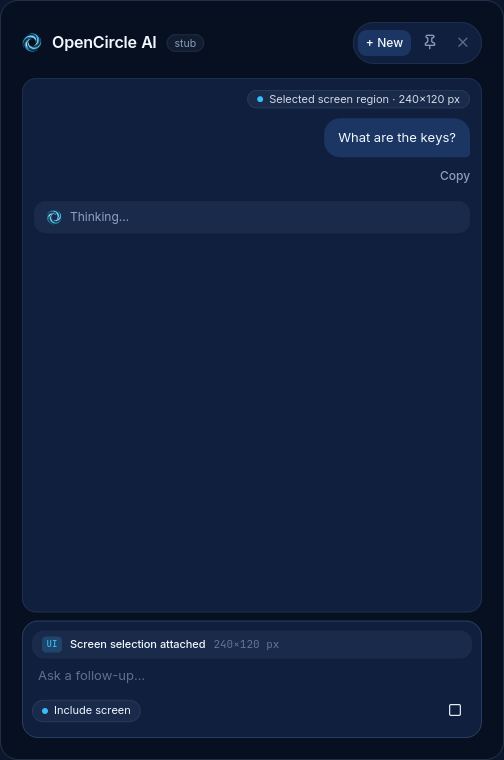 OpenCircle AI stub + New
Selected screen region · 240×120 px
What are the keys?
Copy
Thinking...
UI Screen selection attached 240×120 px
Ask a follow-up...
Include screen